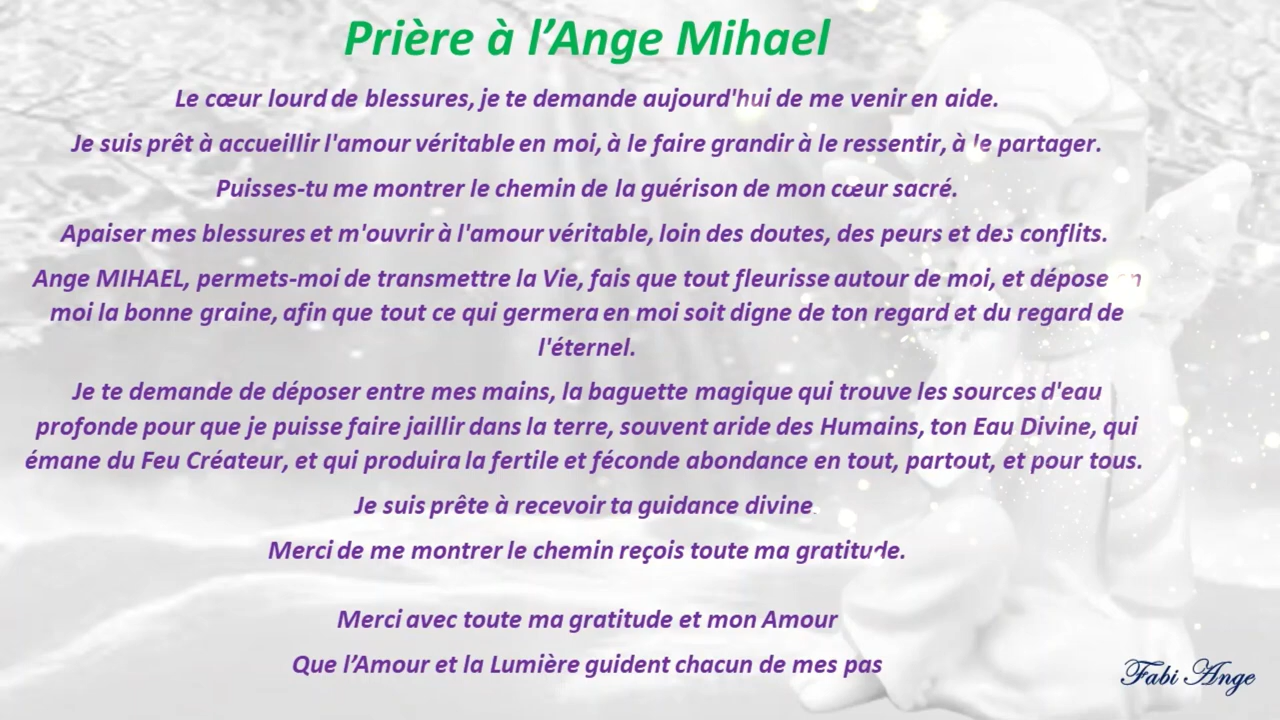 Prière à l’Ange Mihael
Le cœur lourd de blessures, je te demande aujourd'hui de me venir en aide.
Je suis prêt à accueillir l'amour véritable en moi, à le faire grandir à le ressentir, à le partager.
Puisses-tu me montrer le chemin de la guérison de mon cœur sacré.
Apaiser mes blessures et m'ouvrir à l'amour véritable, loin des doutes, des peurs et des conflits.
Ange MIHAEL, permets-moi de transmettre la Vie, fais que tout fleurisse autour de moi, et dépose en
moi la bonne graine, afin que tout ce qui germera en moi soit digne de ton regard et du regard de
l'éternel.
Je te demande de déposer entre mes mains, la baguette magique qui trouve les sources d'eau
profonde pour que je puisse faire jaillir dans la terre, souvent aride des Humains, ton Eau Divine, qui
émane du Feu Créateur, et qui produira la fertile et féconde abondance en tout, partout, et pour tous.
Je suis prête à recevoir ta guidance divine.
Merci de me montrer le chemin reçois toute ma gratitude.
Merci avec toute ma gratitude et mon Amour
Que l’Amour et la Lumière guident chacun de mes pas
Fabi Ange